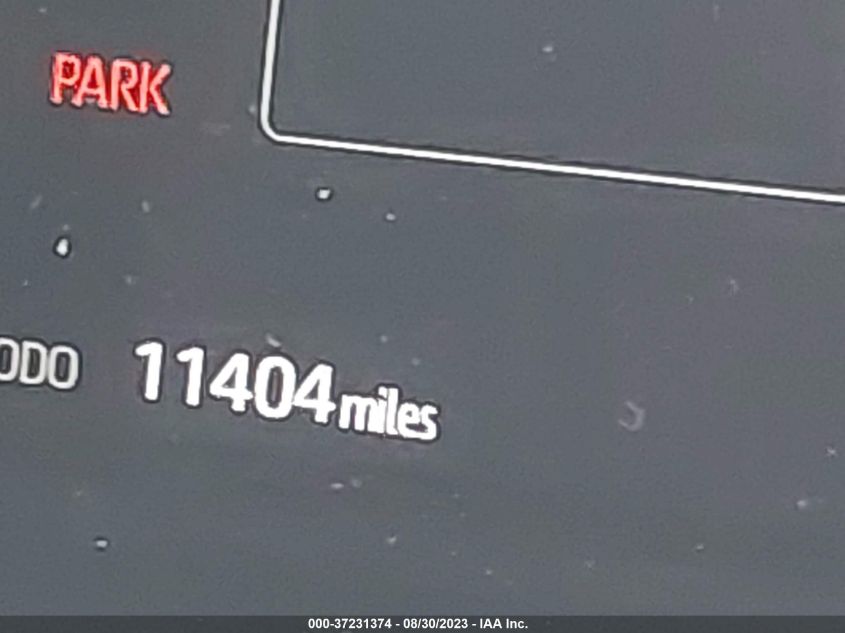 PARK
ODO 11404 miles
000-37231374 - 08/30/2023 - IAA Inc.